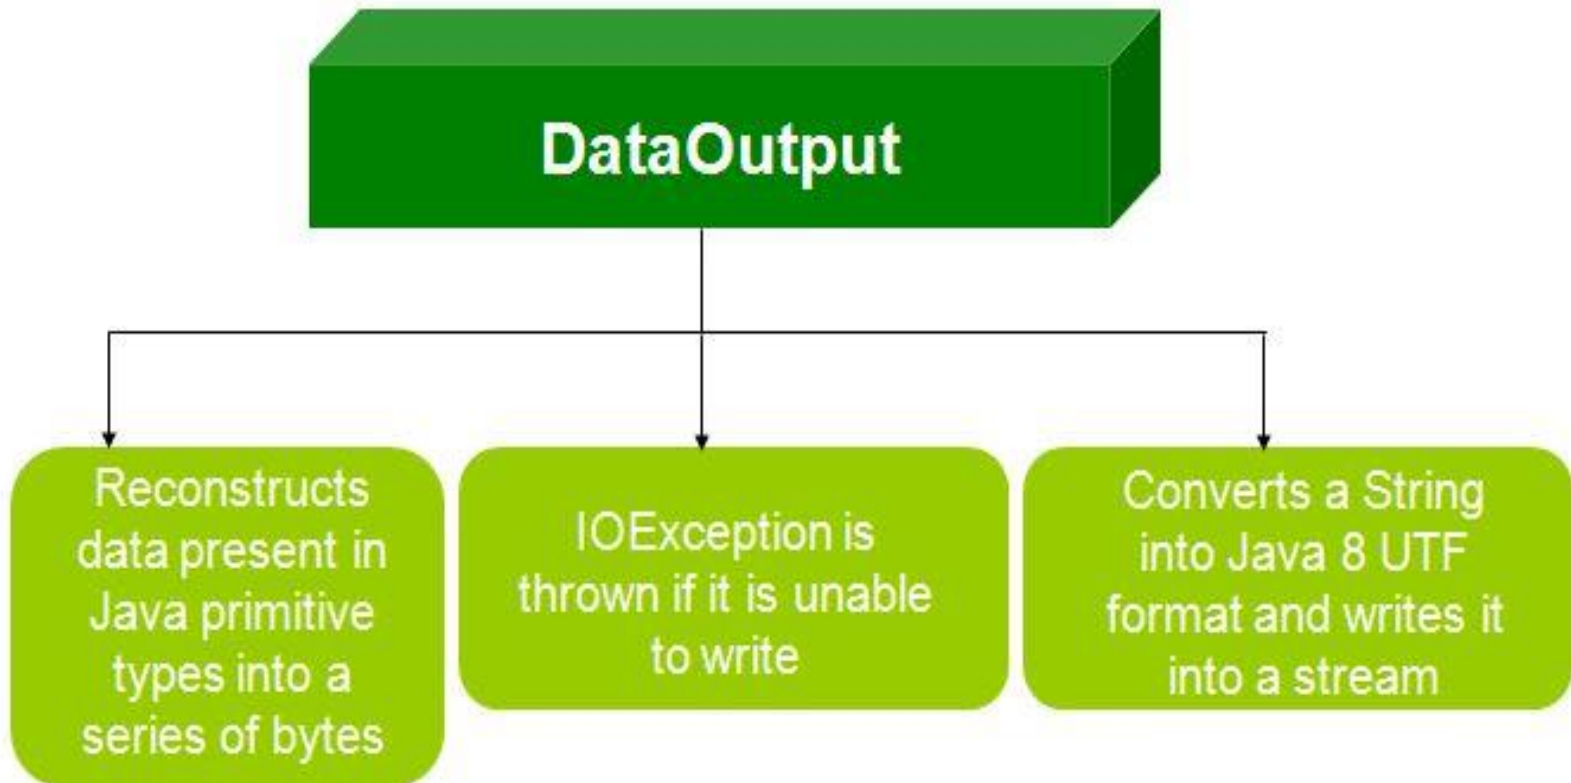 DataOutput
Reconstructs
data present in
Java primitive
types into a
series of bytes
IOException is
thrown if it is unable
to write
Converts a String
into Java 8 UTF
format and writes it
into a stream